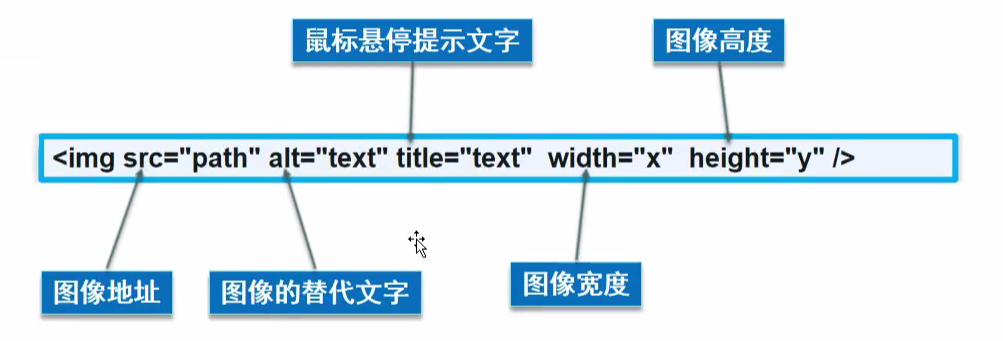 鼠标悬停提示文字
图像高度
<img src="path" alt="text" title="text" width="x" height="y" />
图像地址
图像的替代文字
图像宽度